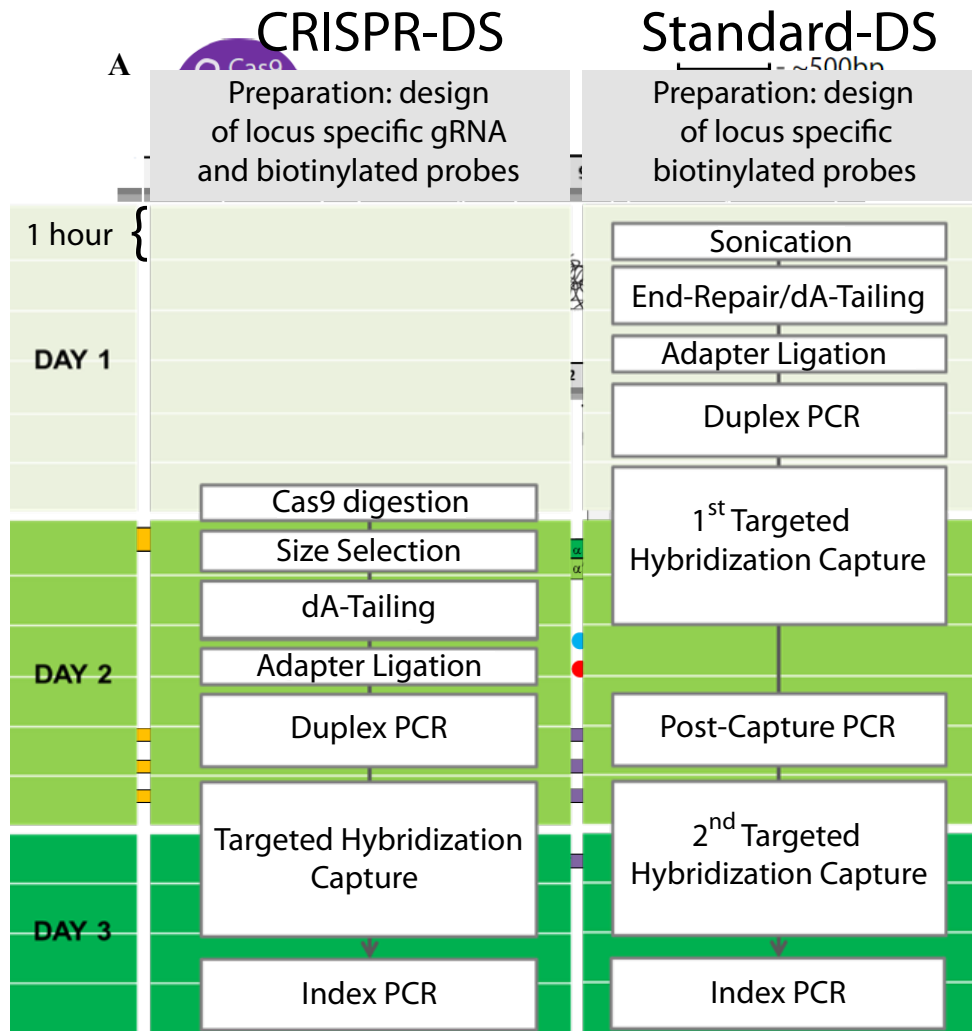 CRISPR-DS
Standard-DS
A
Cas9
~500bp
Preparation: design
of locus specific gRNA
and biotinylated probes
Preparation: design
of locus specific
biotinylated probes
1 hour
DAY 1
DAY 2
DAY 3
Cas9 digestion
Size Selection
dA-Tailing
Adapter Ligation
Duplex PCR
Targeted Hybridization
Capture
Index PCR
Sonication
End-Repair/dA-Tailing
Adapter Ligation
Duplex PCR
1st Targeted
Hybridization Capture
Post-Capture PCR
2nd Targeted
Hybridization Capture
Index PCR
2
α
α